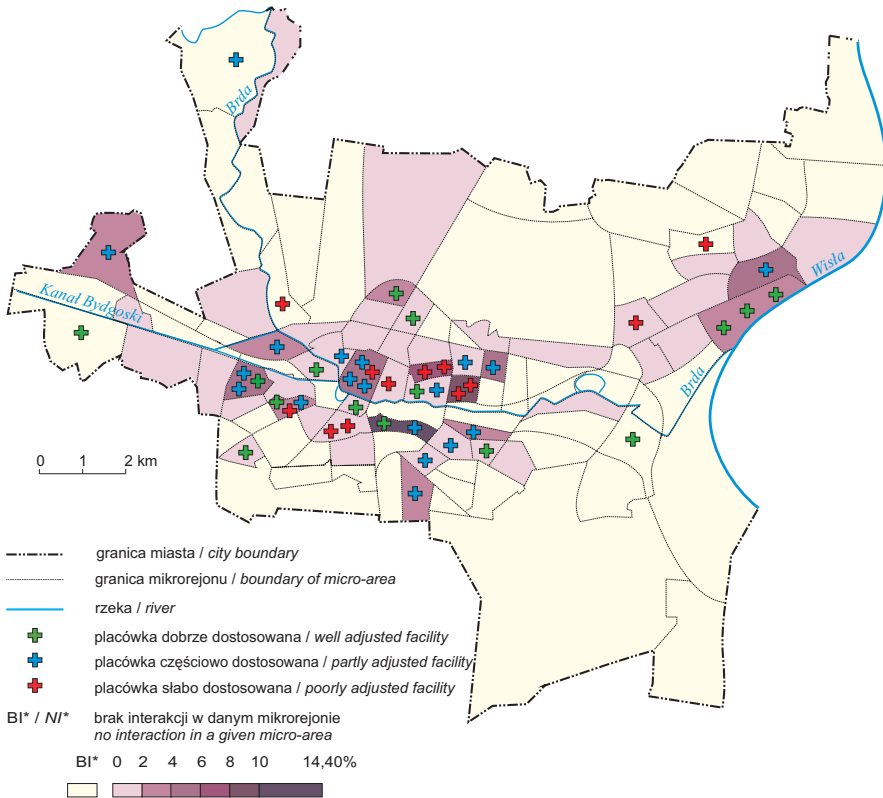 Brda
Kanał Bydgoski
Wisła
Brda
0 1 2 km
granica miasta / city boundary
granica mikrorejonu / boundary of micro-area
rzeka / river
placówka dobrze dostosowana / well adjusted facility
placówka częściowo dostosowana / partly adjusted facility
placówka słabo dostosowana / poorly adjusted facility
BI* / NI* brak interakcji w danym mikrorejonie
no interaction in a given micro-area
BI* 0 2 4 6 8 10 14,40%